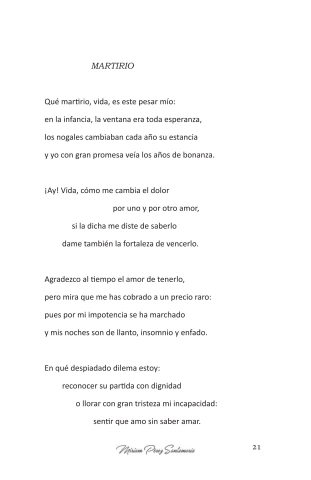 MARTIRIO
Qué martirio, vida, es este pesar mío:
en la infancia, la ventana era toda esperanza,
los nogales cambiaban cada año su estancia
y yo con gran promesa veía los años de bonanza.
¡Ay! Vida, cómo me cambia el dolor
por uno y por otro amor,
si la dicha me diste de saberlo
dame también la fortaleza de vencerlo.
Agradezco al tiempo el amor de tenerlo,
pero mira que me has cobrado a un precio raro:
pues por mi impotencia se ha marchado
y mis noches son de llanto, insomnio y enfado.
En qué despiadado dilema estoy:
reconocer su partida con dignidad
o llorar con gran tristeza mi incapacidad:
sentir que amo sin saber amar.
Míriam Pérez Santamaría 21